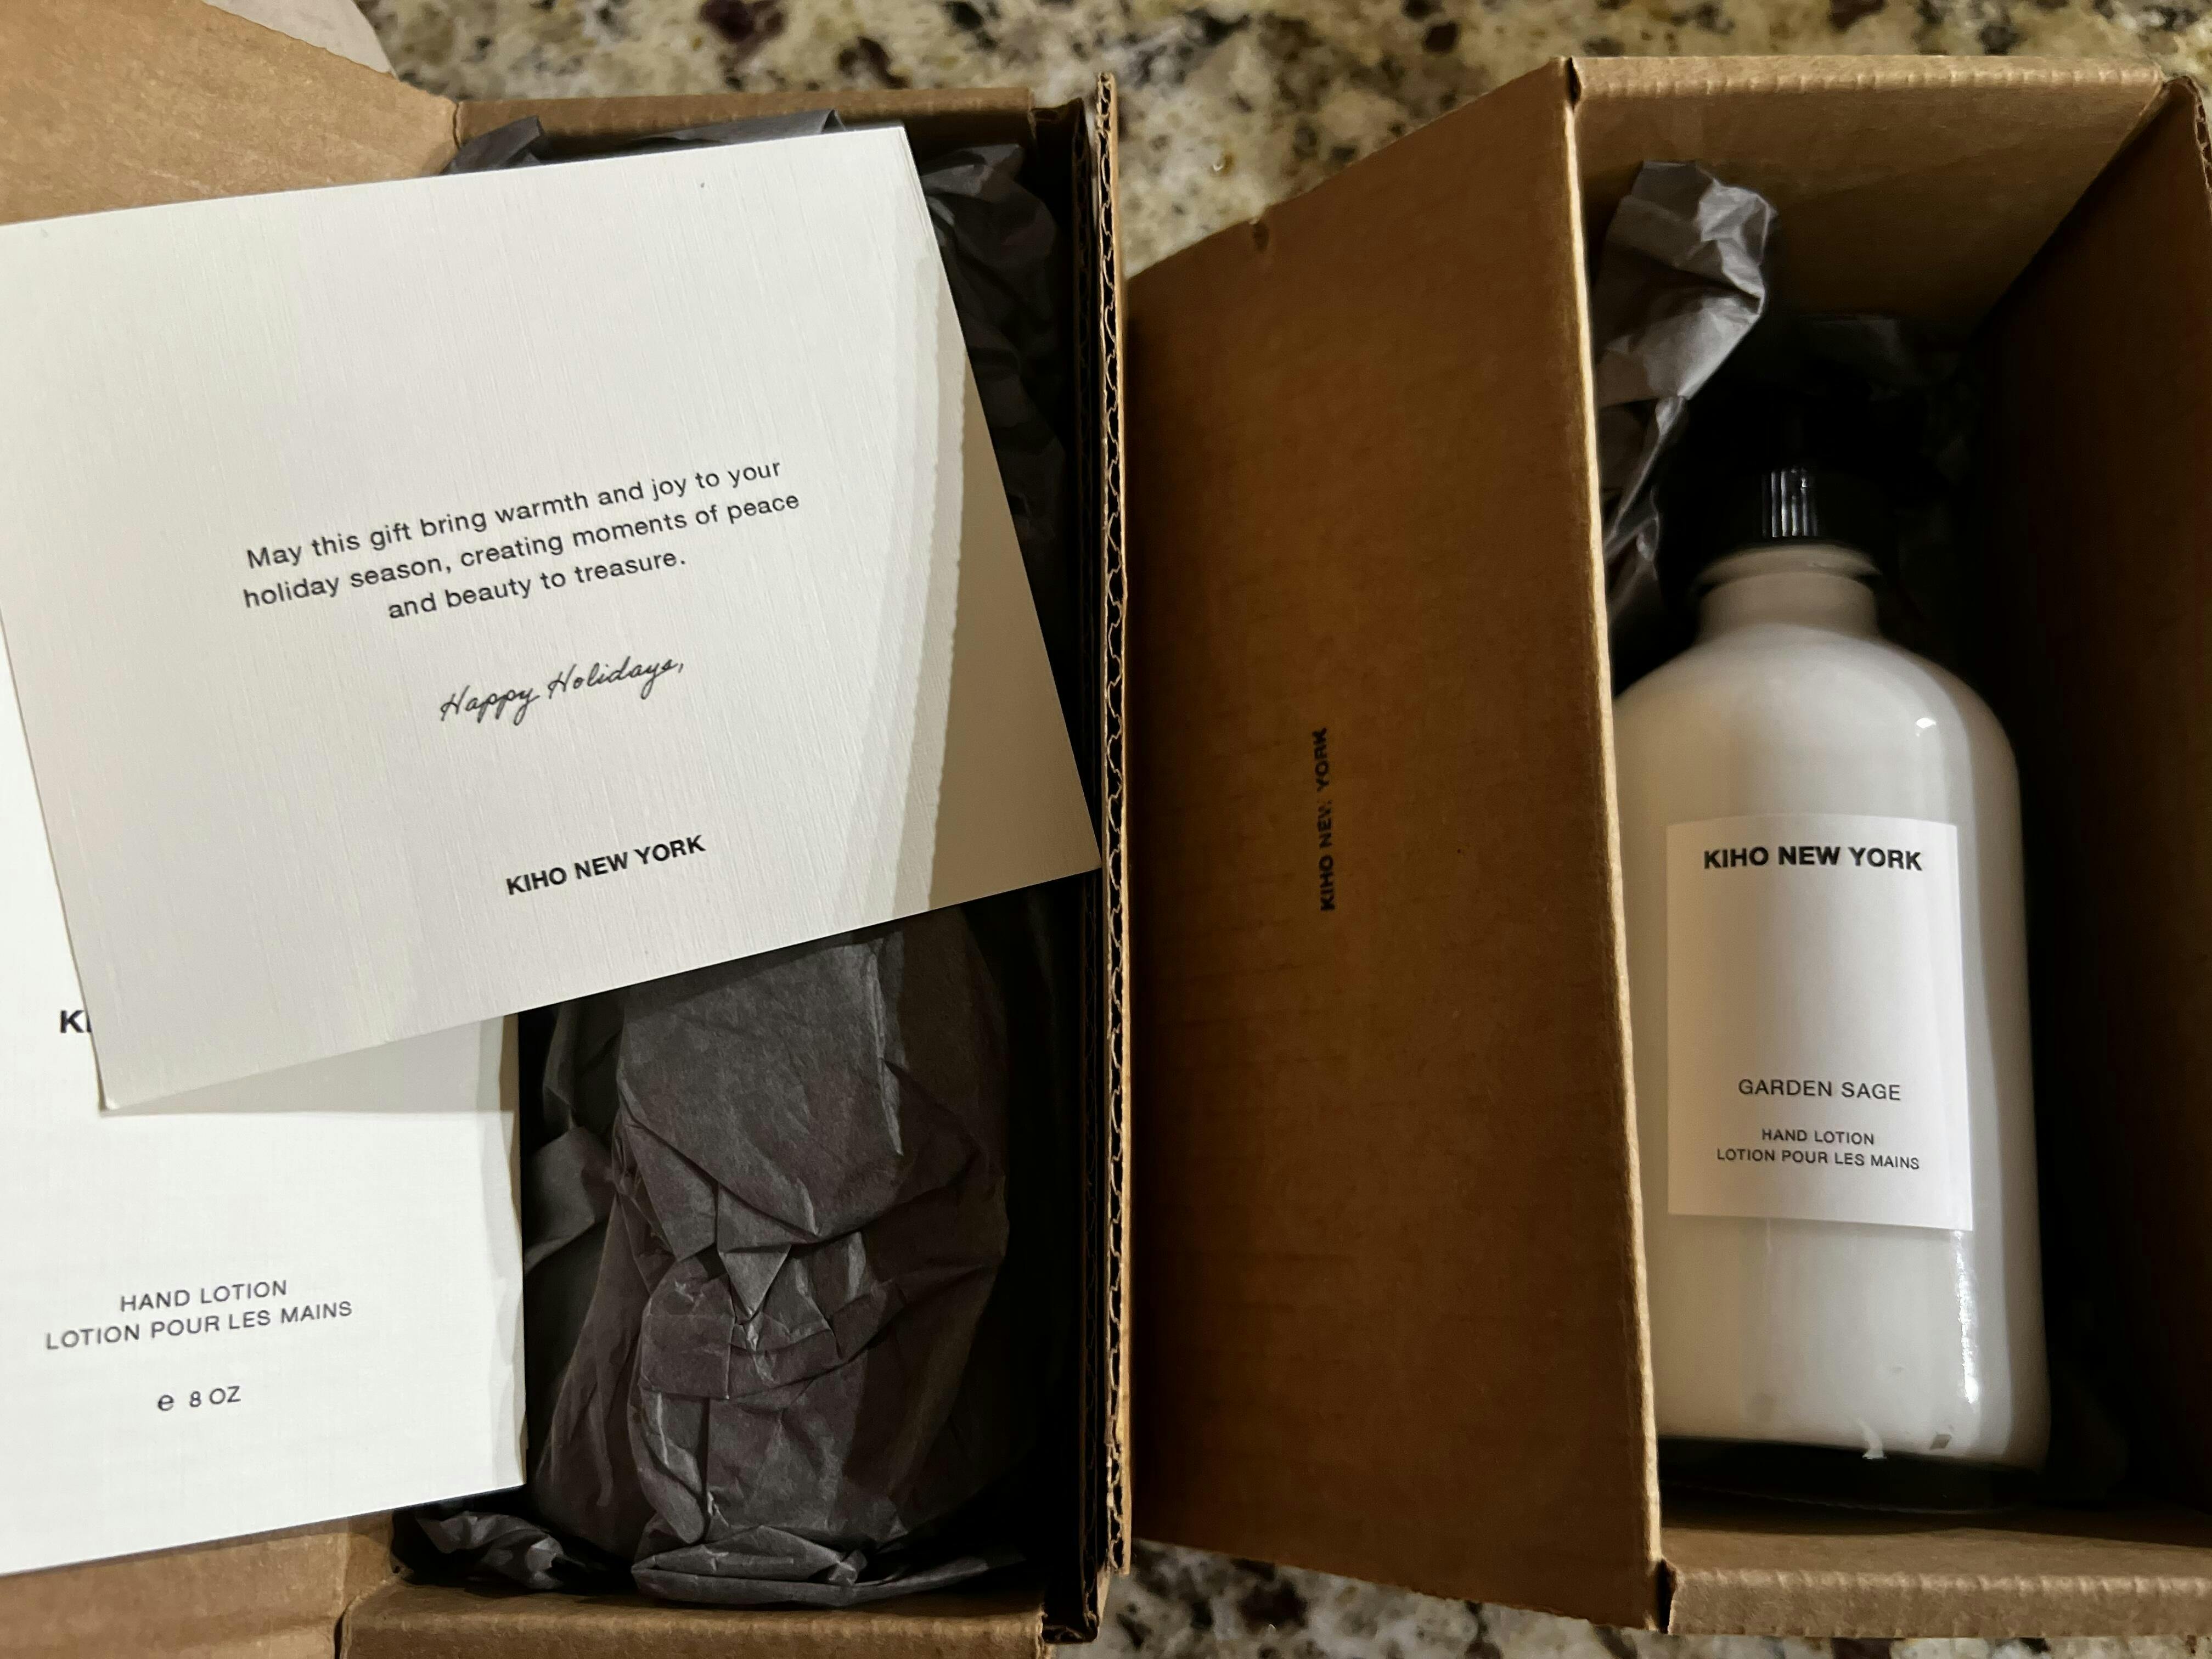 May this gift bring warmth and joy to your
holiday season, creating moments of peace
and beauty to treasure.
Happy Holidays,
KIHO NEW YORK
HAND LOTION
LOTION POUR LES MAINS
e 8 OZ
KIHO NEW YORK
KIHO NEW YORK
GARDEN SAGE
HAND LOTION
LOTION POUR LES MAINS